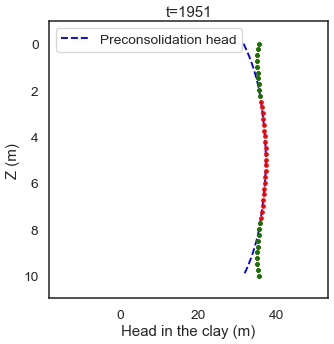 t=1951
Preconsolidation head
0
2
4
6
8
10
Z (m)
0
20
40
Head in the clay (m)